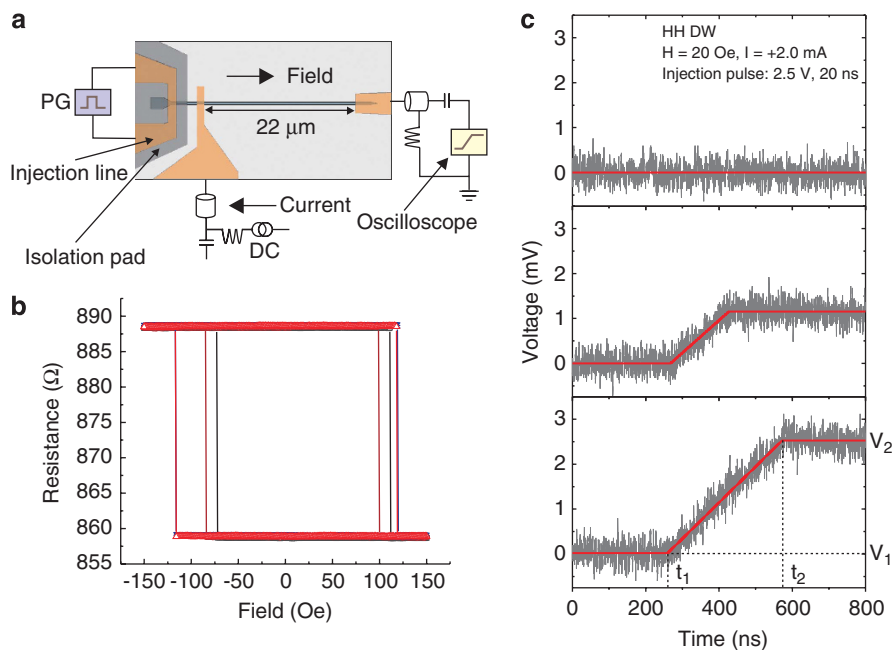 a
PG
Field
22 μm
Injection line
Isolation pad
Current
DC
Oscilloscope
b
890
885
880
875
870
865
860
855
Resistance (Ω)
-150 -100 -50 0 50 100 150
Field (Oe)
c
HH DW
H = 20 Oe, I = +2.0 mA
Injection pulse: 2.5 V, 20 ns
3
2
1
0
3
2
1
0
3
2
1
0
Voltage (mV)
V2
V1
t1
t2
0 200 400 600 800
Time (ns)